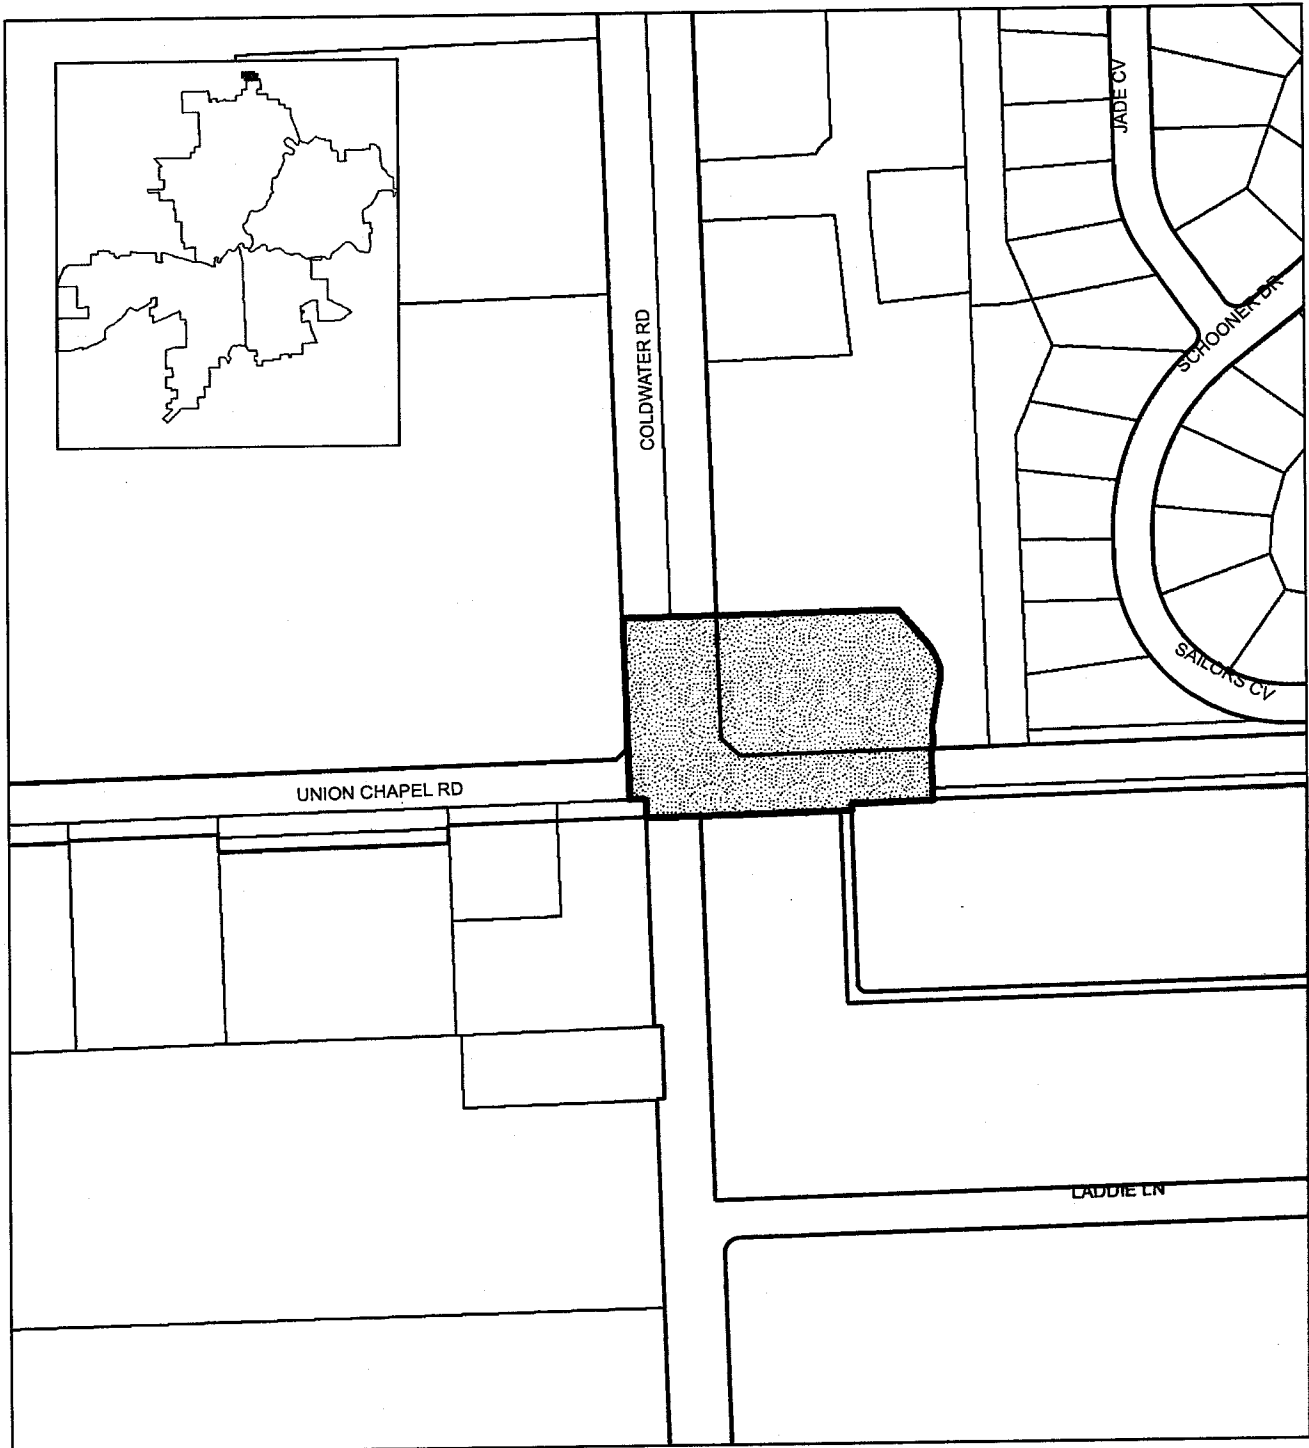 JADE CV
SCHOONER DR
COLDWATER RD
SAILORS CV
UNION CHAPEL RD
LADDIE LN